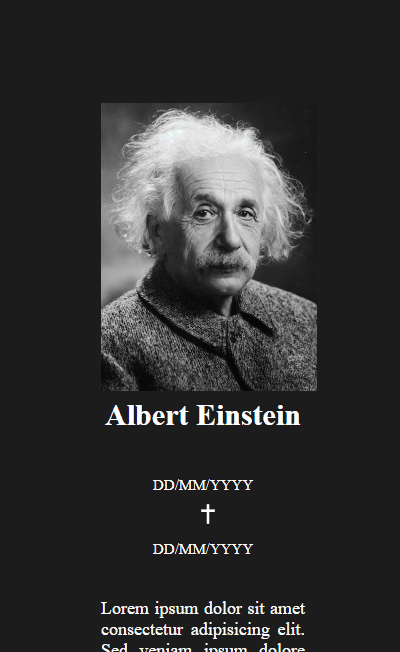 Albert Einstein
DD/MM/YYYY
✝
DD/MM/YYYY
Lorem ipsum dolor sit amet
consectetur adipisicing elit.
Sed veniam ipsum dolore